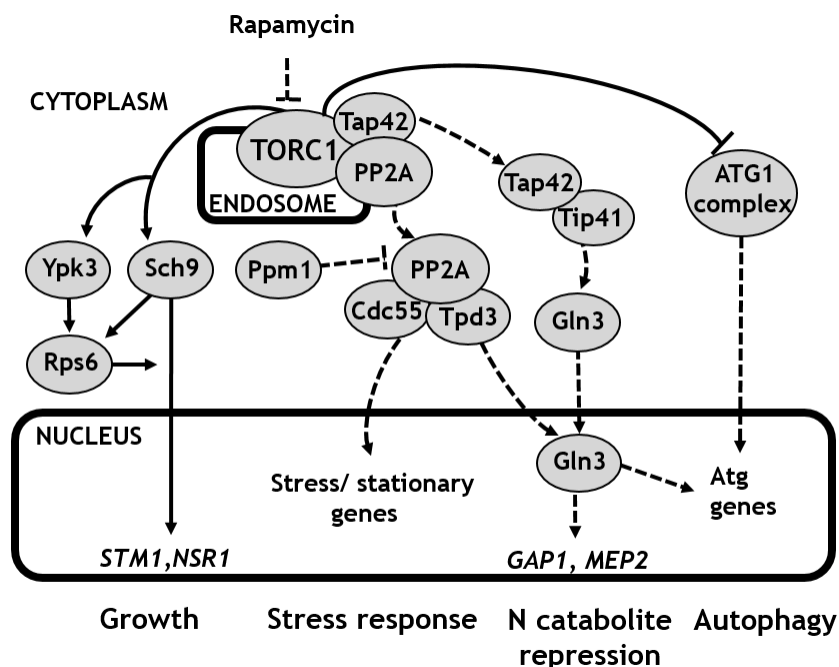 Rapamycin
CYTOPLASM
TORC1
Tap42
PP2A
ENDOSOME
Tap42
Tip41
ATG1
complex
Ypk3
Sch9
Ppm1
PP2A
Cdc55
Tpd3
Gln3
Rps6
NUCLEUS
Gln3
Stress/ stationary
genes
Atg
genes
STM1,NSR1
GAP1, MEP2
Growth
Stress response
N catabolite
repression
Autophagy